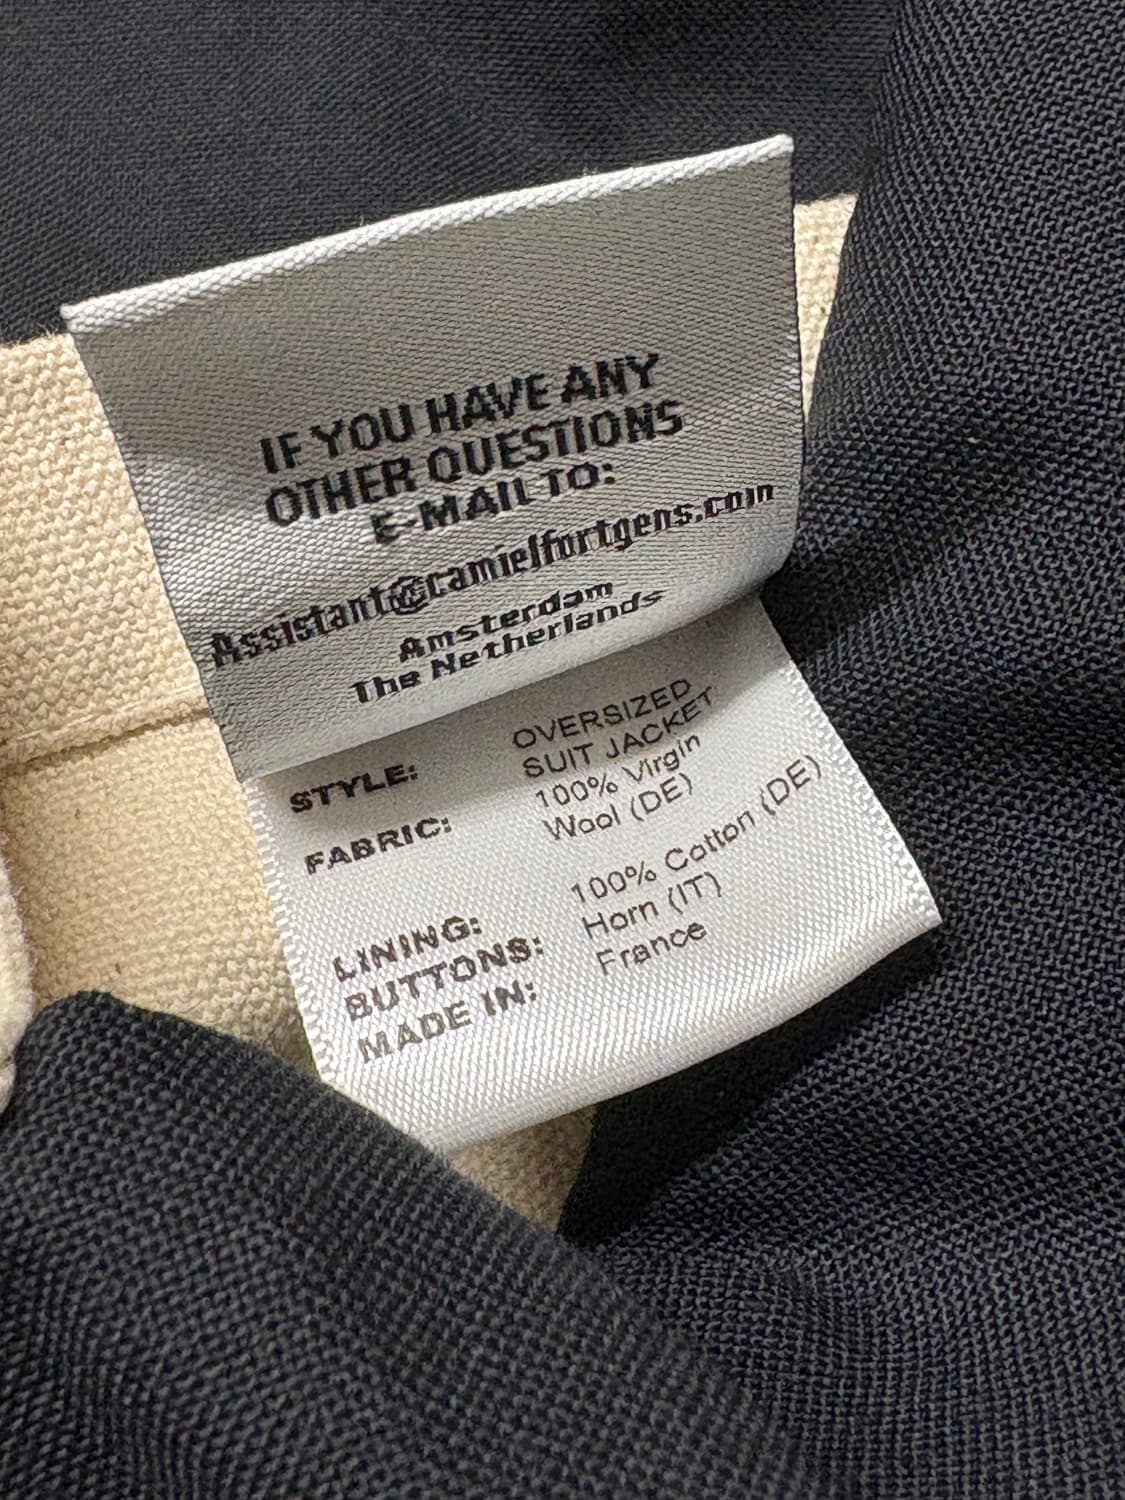 IF YOU HAVE ANY
OTHER QUESTIONS
E-MAIL TO:
Assistant@camielfortgens.com
Amsterdam
The Netherlands
STYLE: OVERSIZED
SUIT JACKET
FABRIC: 100% Virgin
Wool (DE)
LINING: 100% Cotton (DE)
BUTTONS: Horn (IT)
MADE IN: France